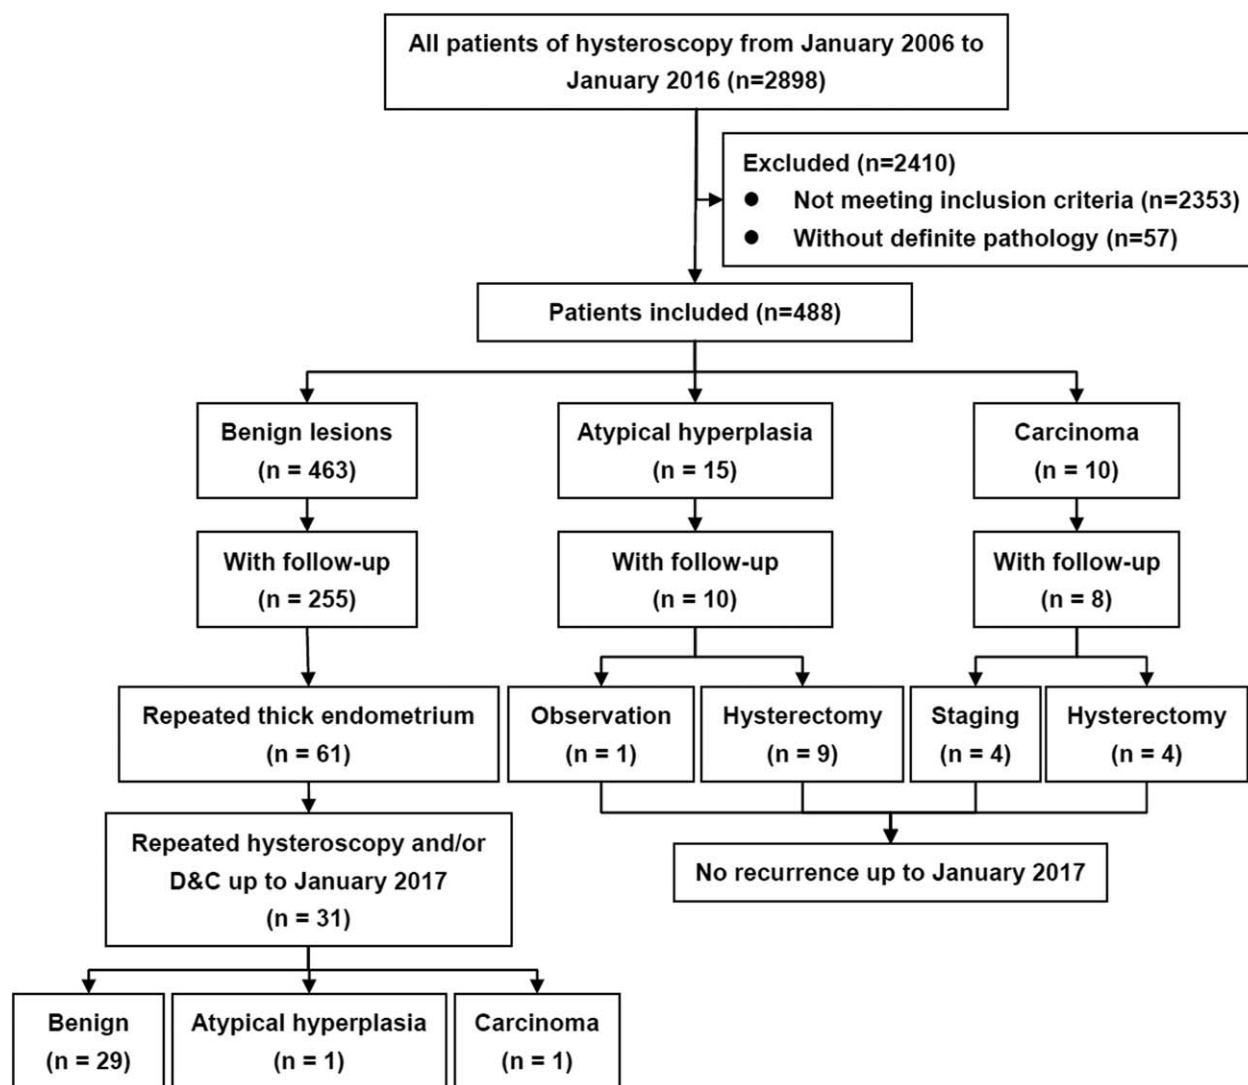 All patients of hysteroscopy from January 2006 to
January 2016 (n=2898)
Excluded (n=2410)
● Not meeting inclusion criteria (n=2353)
● Without definite pathology (n=57)
Patients included (n=488)
Benign lesions
(n = 463)
Atypical hyperplasia
(n = 15)
Carcinoma
(n = 10)
With follow-up
(n = 255)
With follow-up
(n = 10)
With follow-up
(n = 8)
Repeated thick endometrium
(n = 61)
Observation
(n = 1)
Hysterectomy
(n = 9)
Staging
(n = 4)
Hysterectomy
(n = 4)
Repeated hysteroscopy and/or
D&C up to January 2017
(n = 31)
No recurrence up to January 2017
Benign
(n = 29)
Atypical hyperplasia
(n = 1)
Carcinoma
(n = 1)